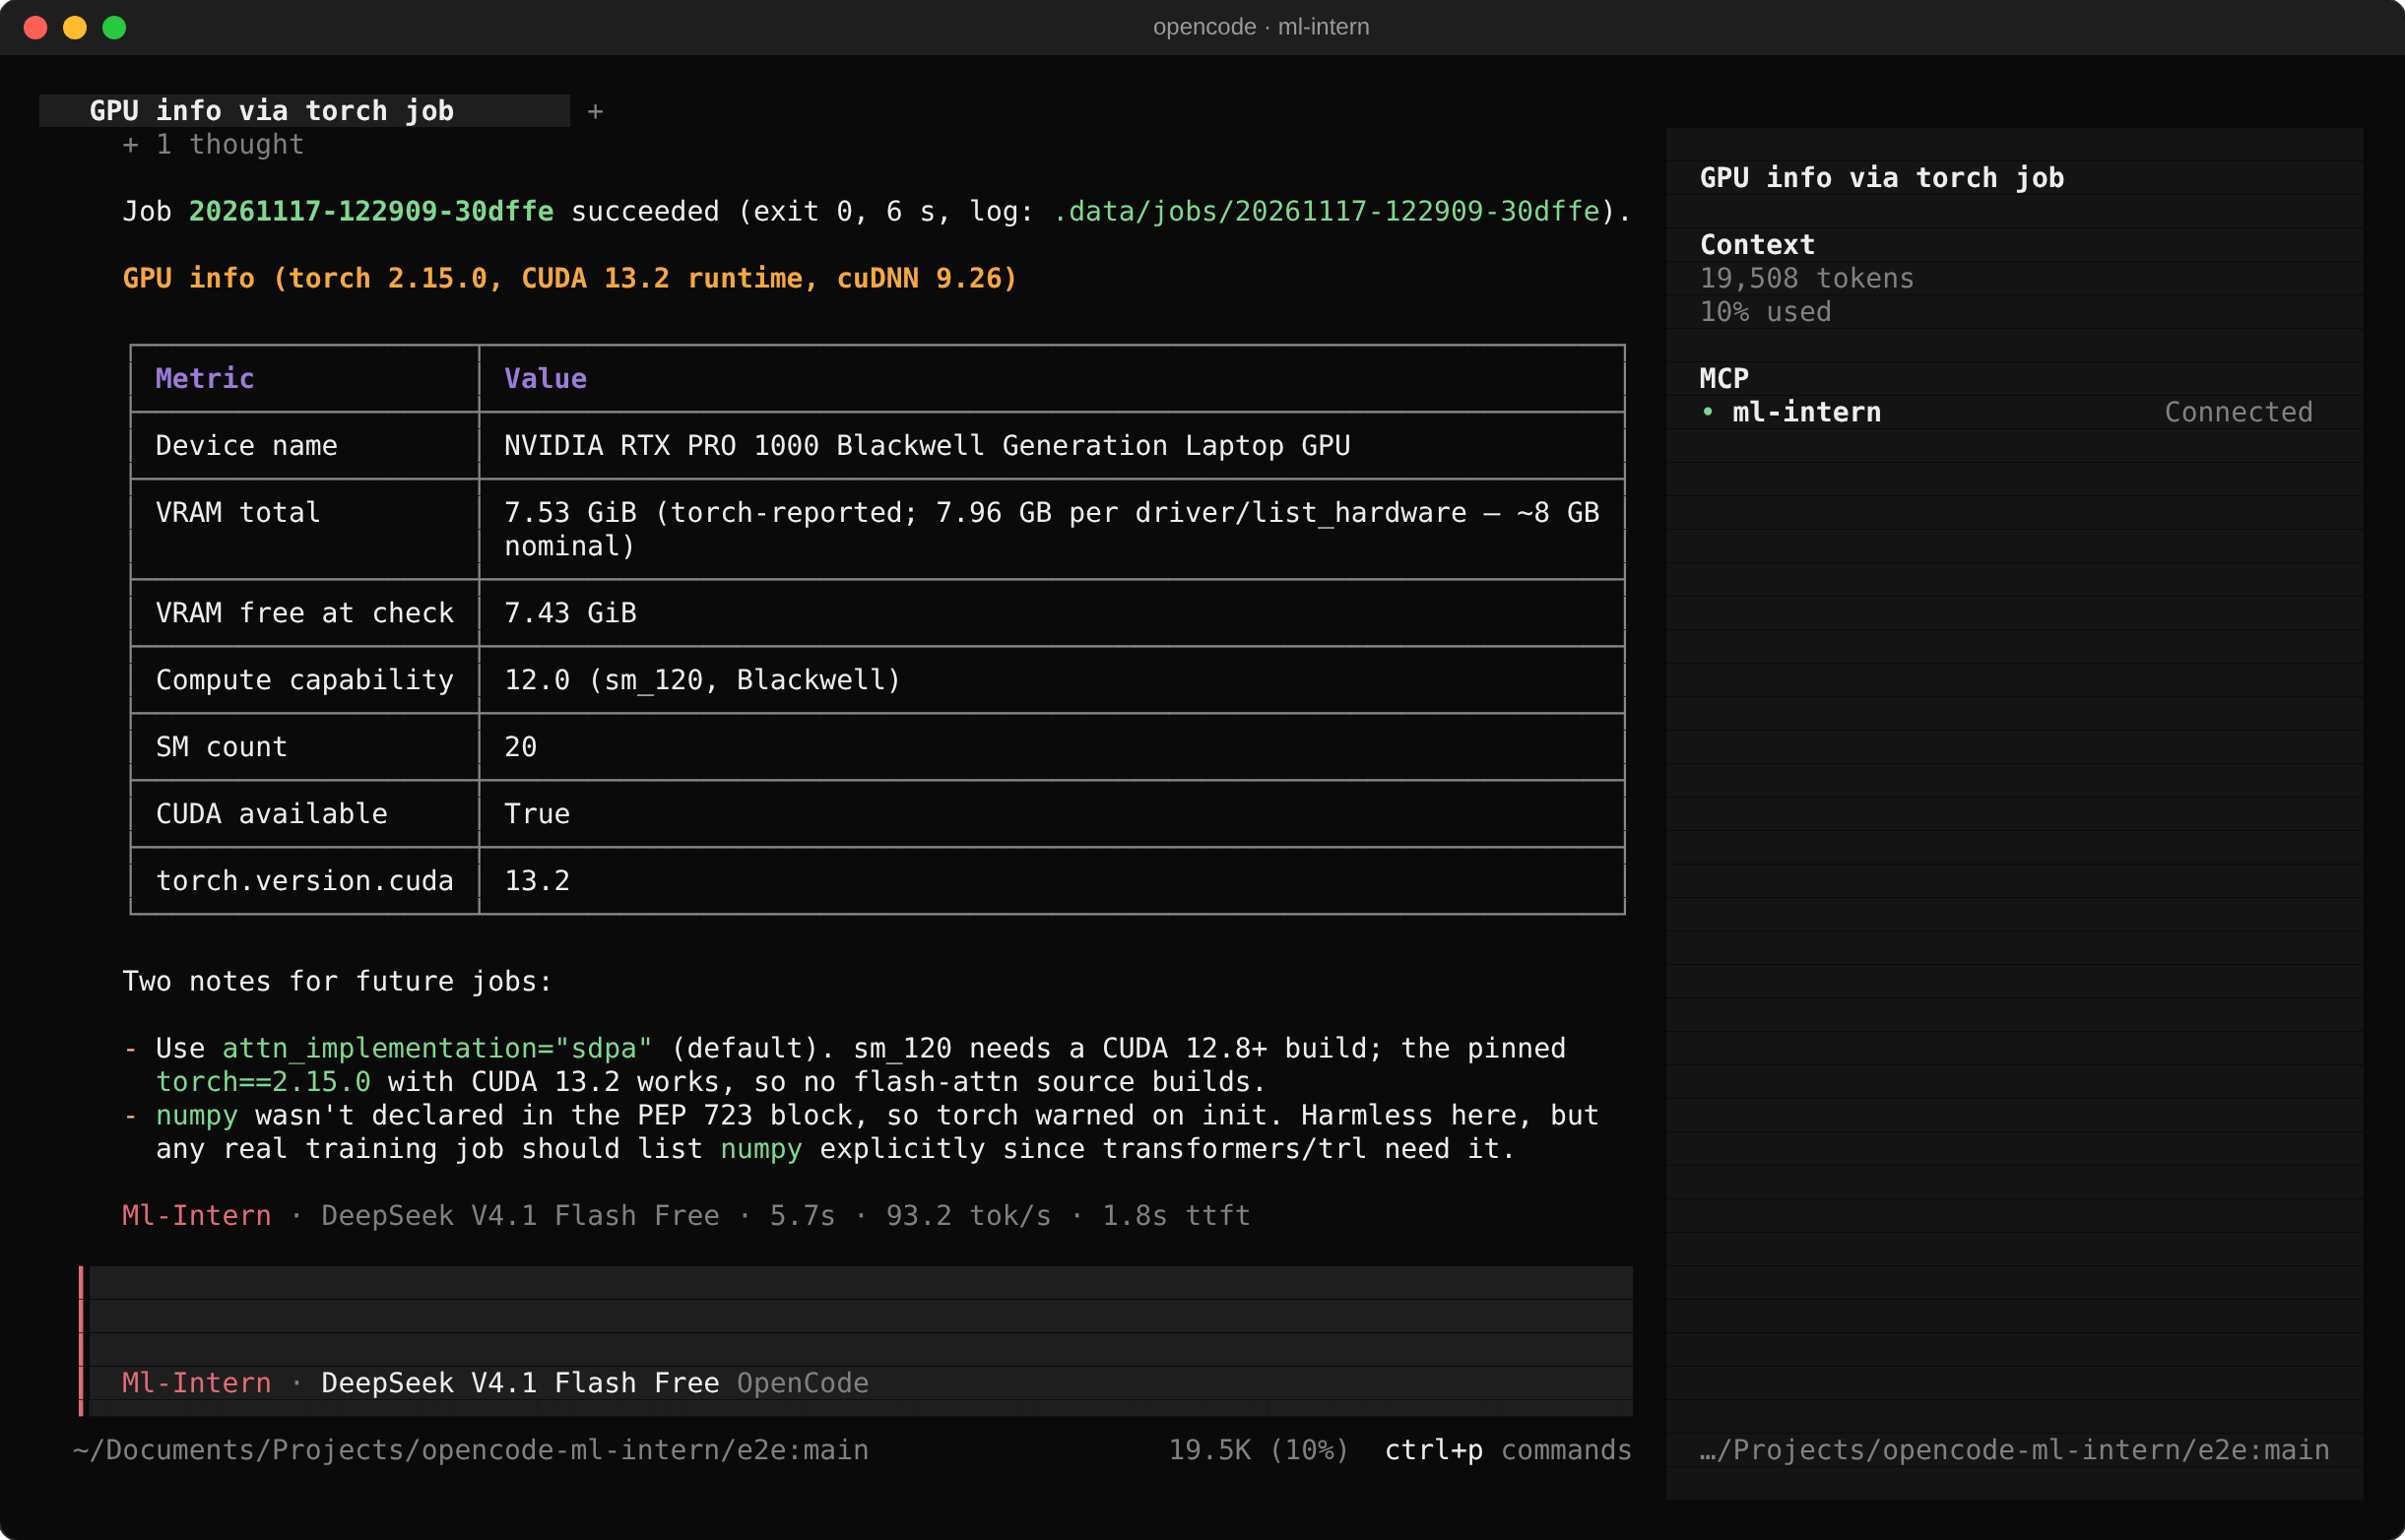 opencode · ml-intern
GPU info via torch job +
+ 1 thought
Job 20261117-122909-30dffe succeeded (exit 0, 6 s, log: .data/jobs/20261117-122909-30dffe).
GPU info (torch 2.15.0, CUDA 13.2 runtime, cuDNN 9.26)
Metric Value
Device name NVIDIA RTX PRO 1000 Blackwell Generation Laptop GPU
VRAM total 7.53 GiB (torch-reported; 7.96 GB per driver/list_hardware — ~8 GB
nominal)
VRAM free at check 7.43 GiB
Compute capability 12.0 (sm_120, Blackwell)
SM count 20
CUDA available True
torch.version.cuda 13.2
Two notes for future jobs:
- Use attn_implementation="sdpa" (default). sm_120 needs a CUDA 12.8+ build; the pinned
torch==2.15.0 with CUDA 13.2 works, so no flash-attn source builds.
- numpy wasn't declared in the PEP 723 block, so torch warned on init. Harmless here, but
any real training job should list numpy explicitly since transformers/trl need it.
Ml-Intern · DeepSeek V4.1 Flash Free · 5.7s · 93.2 tok/s · 1.8s ttft
Ml-Intern · DeepSeek V4.1 Flash Free OpenCode
~/Documents/Projects/opencode-ml-intern/e2e:main 19.5K (10%) ctrl+p commands
GPU info via torch job
Context
19,508 tokens
10% used
MCP
• ml-intern Connected
…/Projects/opencode-ml-intern/e2e:main